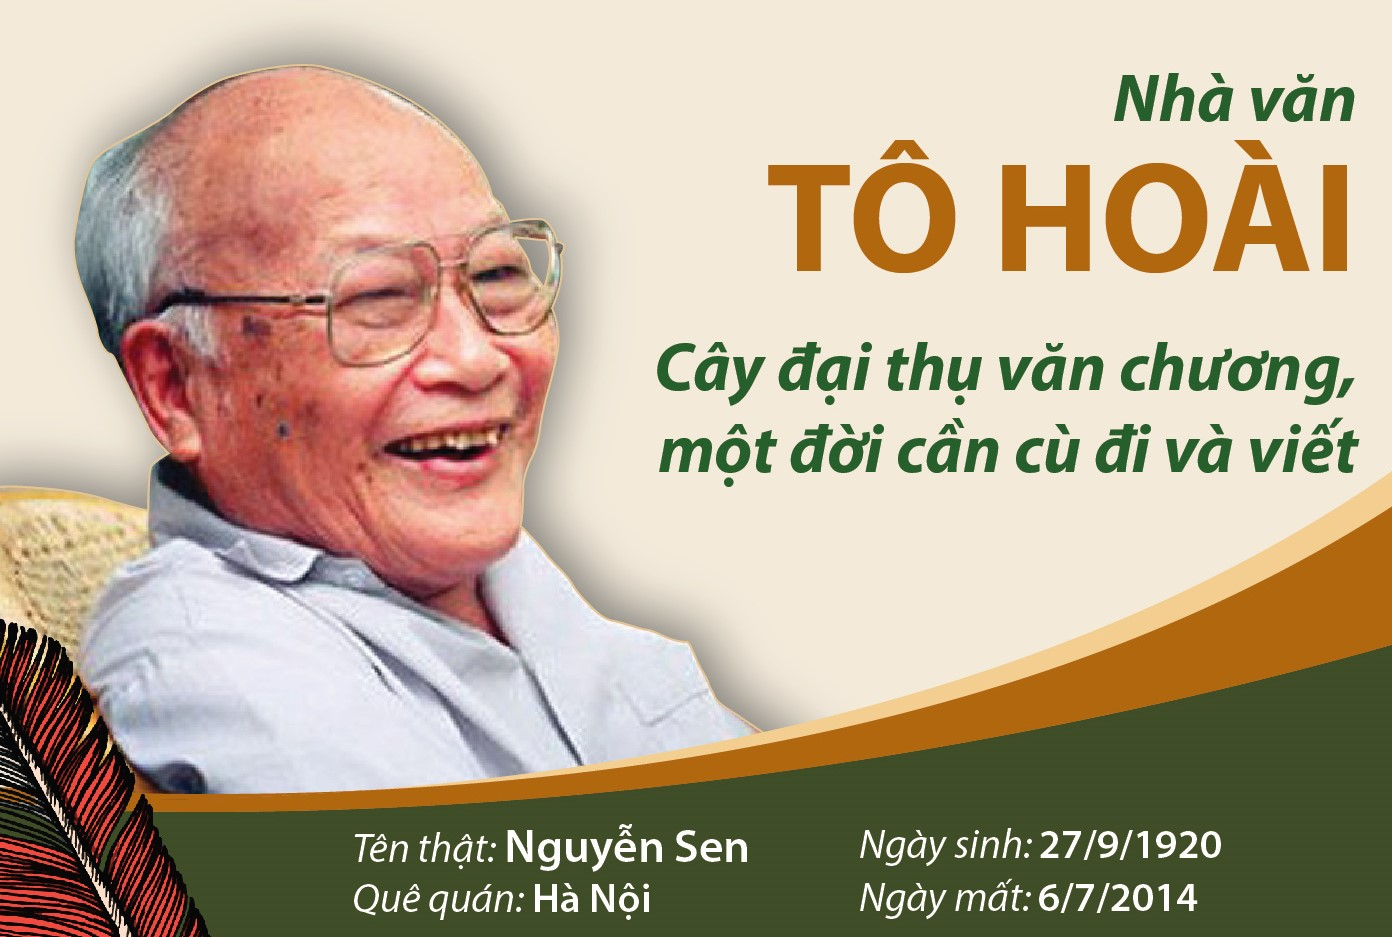 Nhà văn
TÔ HOÀI
Cây đại thụ văn chương,
một đời cần cù đi và viết
Tên thật: Nguyễn Sen
Quê quán: Hà Nội
Ngày sinh: 27/9/1920
Ngày mất: 6/7/2014